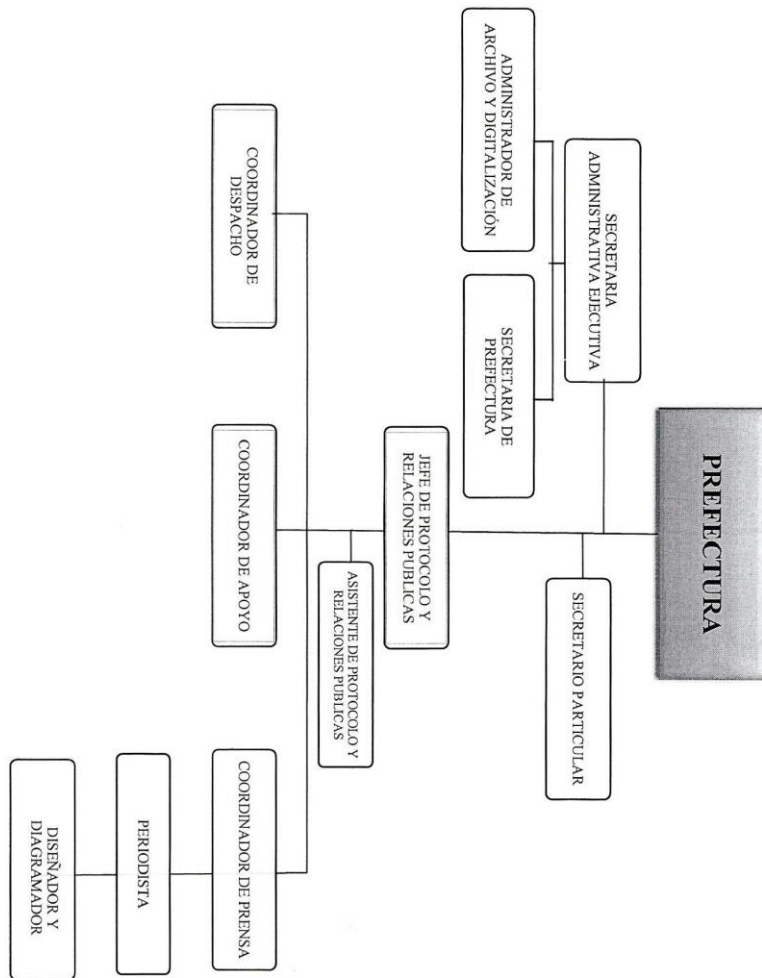 PREFECTURA
SECRETARIA
ADMINISTRATIVA EJECUTIVA
SECRETARIO PARTICULAR
ADMINISTRADOR DE
ARCHIVO Y DIGITALIZACIÓN
SECRETARIA DE
PREFECTURA
JEFE DE PROTOCOLO Y
RELACIONES PUBLICAS
ASISTENTE DE PROTOCOLO Y
RELACIONES PUBLICAS
COORDINADOR DE
DESPACHO
COORDINADOR DE APOYO
COORDINADOR DE PRENSA
PERIODISTA
DISEÑADOR Y
DIAGRAMADOR